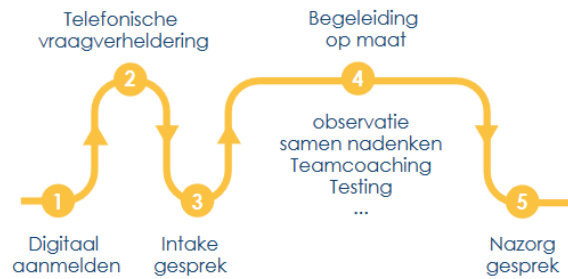 Telefonische
vraagverheldering
Begeleiding
op maat
2
4
observatie
samen nadenken
Teamcoaching
Testing
...
1
3
5
Digitaal
aanmelden
Intake
gesprek
Nazorg
gesprek